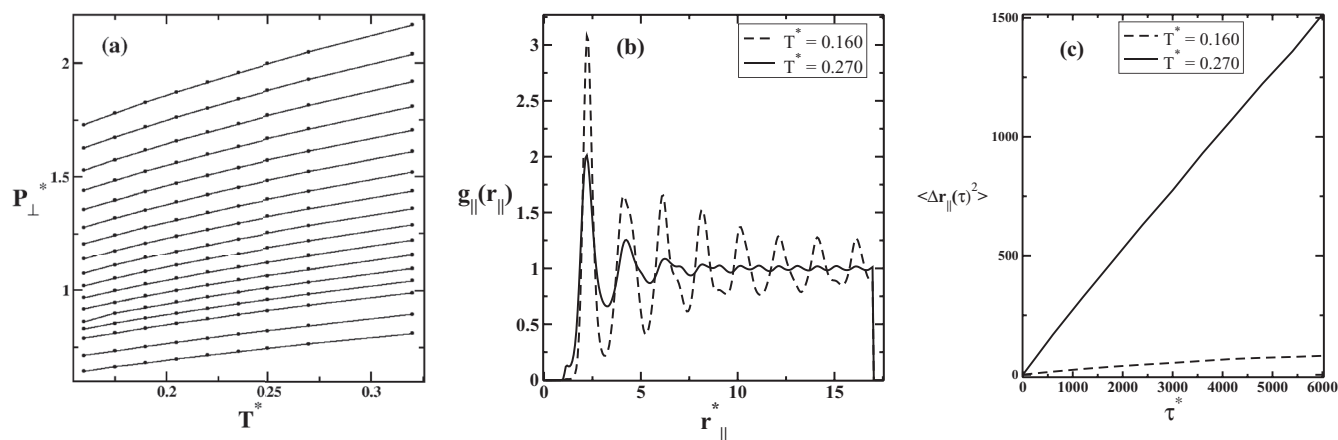 (a)
2
1.5
1
P⊥*
0.2
0.25
0.3
T*
(b)
T* = 0.160
T* = 0.270
3
2.5
2
1.5
1
0.5
0
g||(r||)
0
5
10
15
r||*
(c)
T* = 0.160
T* = 0.270
1500
1000
500
0
<Δr||(τ)²>
0
1000
2000
3000
4000
5000
6000
τ*